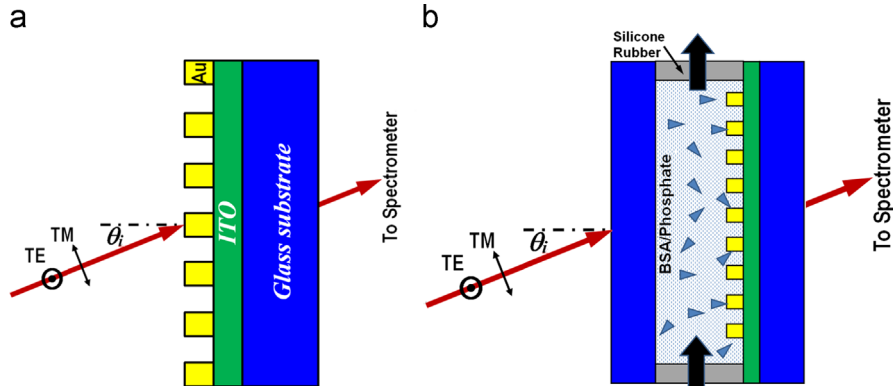 a
Au
ITO
Glass substrate
TE
TM
θi
To Spectrometer
b
Silicone
Rubber
BSA/Phosphate
TE
TM
θi
To Spectrometer